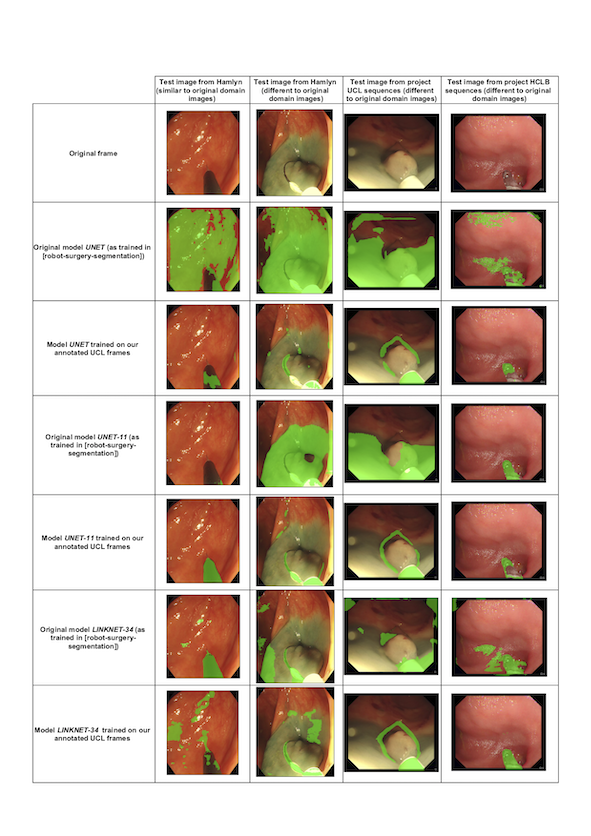 Test image from Hamlyn
(similar to original domain
images)
Test image from Hamlyn
(different to original
domain images)
Test image from project
UCL sequences (different
to original domain images)
Test image from project HCLB
sequences (different to original
domain images)
Original frame
Original model UNET (as trained in
[robot-surgery-segmentation])
Model UNET trained on our
annotated UCL frames
Original model UNET-11 (as
trained in [robot-surgery-
segmentation])
Model UNET-11 trained on our
annotated UCL frames
Original model LINKNET-34 (as
trained in [robot-surgery-
segmentation])
Model LINKNET-34 trained on our
annotated UCL frames